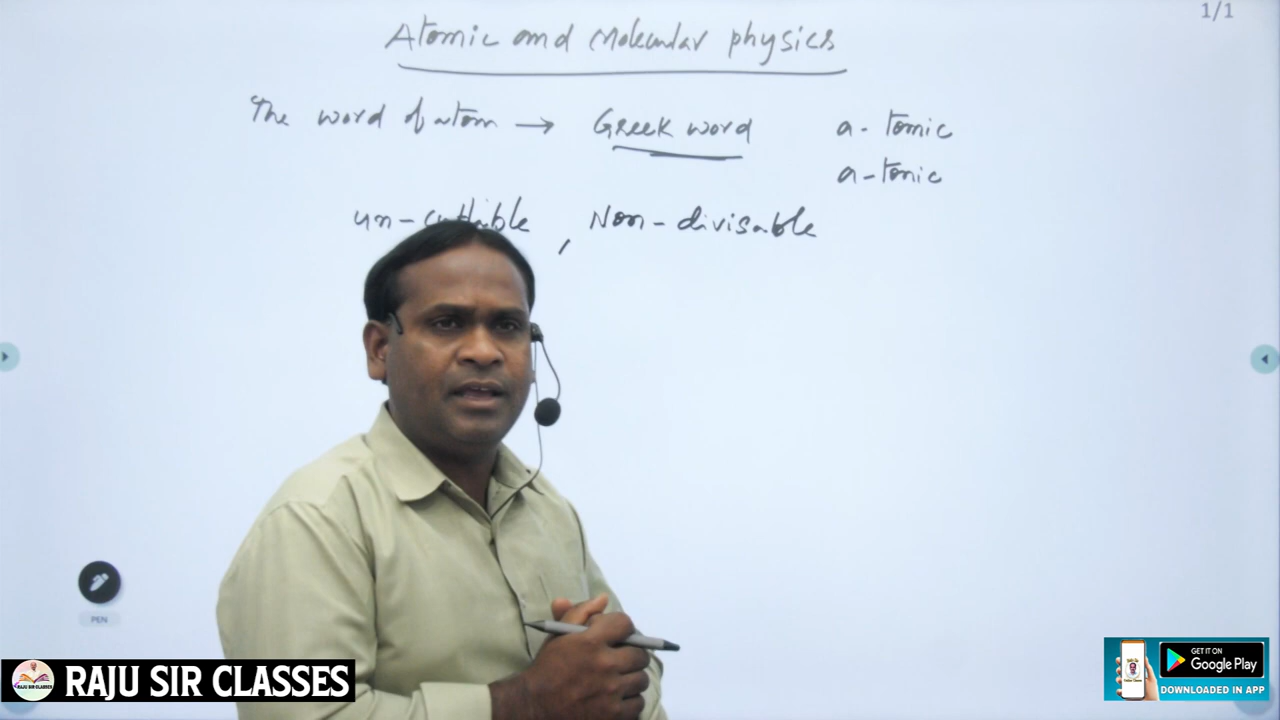 1/1
Atomic and Molecular physics
The word of atom → Greek word a-tomic
a-tonic
un-cuttable, Non-divisable
PEN
RAJU SIR CLASSES
GET IT ON
Google Play
DOWNLOADED IN APP